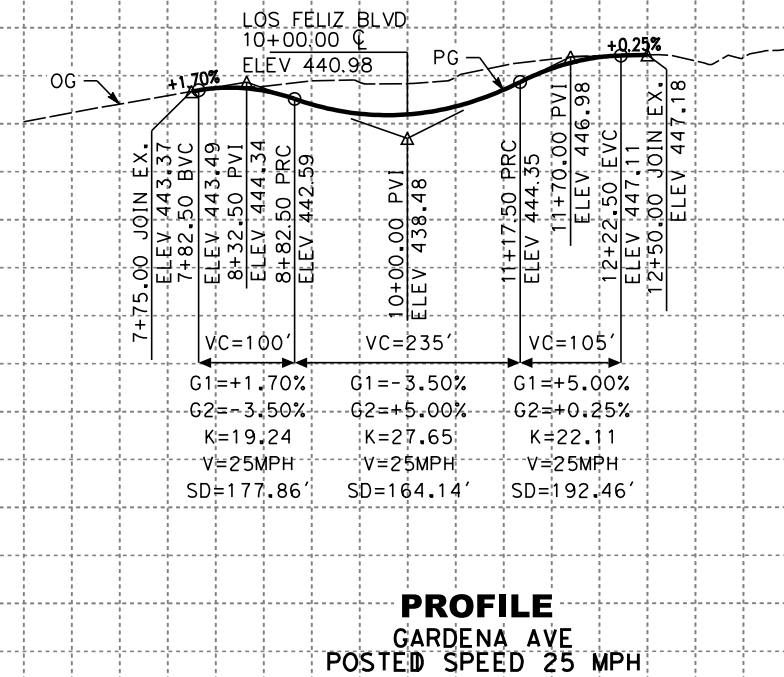 LOS FELIZ BLVD
10+00.00 ℄
ELEV 440.98
OG
+1.70%
PG
+0.25%
7+75.00 JOIN EX.
ELEV 443.37
7+82.50 BVC
ELEV 443.49
8+32.50 PVI
ELEV 444.34
8+82.50 PRC
ELEV 442.59
10+00.00 PVI
ELEV 438.48
11+17.50 PRC
ELEV 444.35
11+70.00 PVI
ELEV 446.98
12+22.50 EVC
ELEV 447.11
12+50.00 JOIN EX.
ELEV 447.18
VC=100'
G1=+1.70%
G2=-3.50%
K=19.24
V=25MPH
SD=177.86'
VC=235'
G1=-3.50%
G2=+5.00%
K=27.65
V=25MPH
SD=164.14'
VC=105'
G1=+5.00%
G2=+0.25%
K=22.11
V=25MPH
SD=192.46'
PROFILE
GARDENA AVE
POSTED SPEED 25 MPH